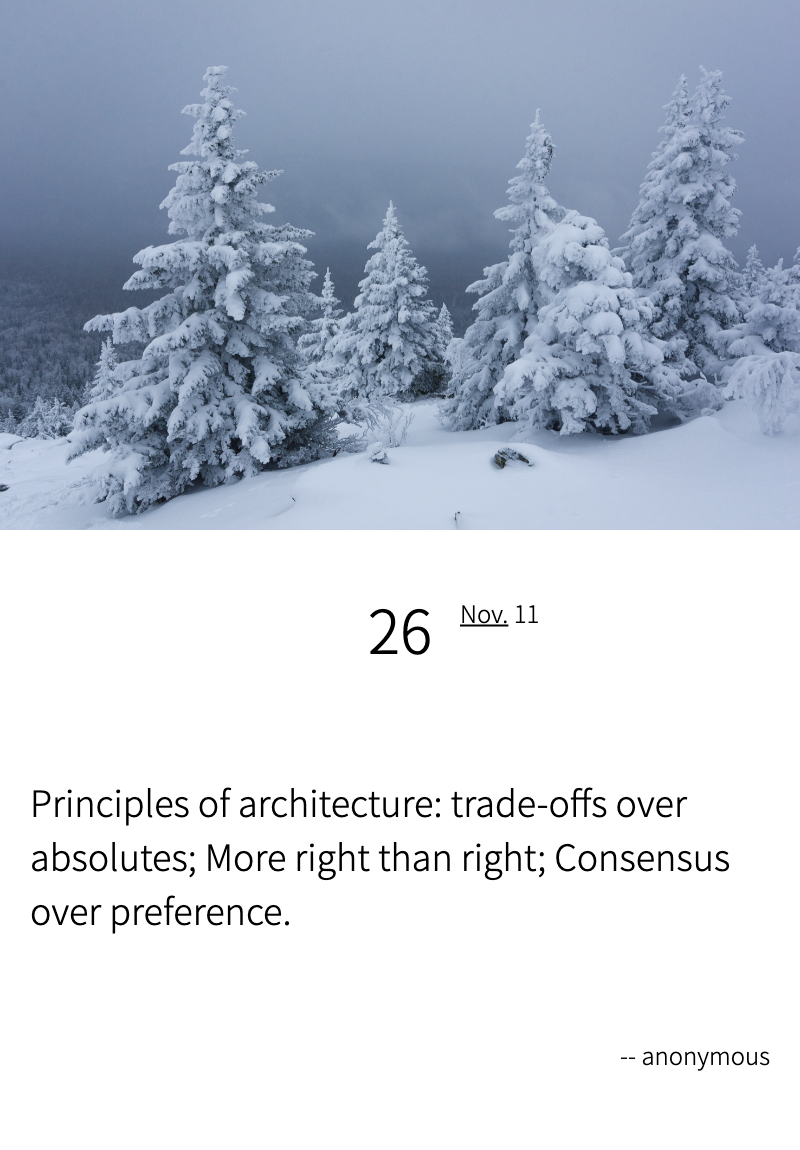 26 Nov. 11
Principles of architecture: trade-offs over
absolutes; More right than right; Consensus
over preference.
-- anonymous